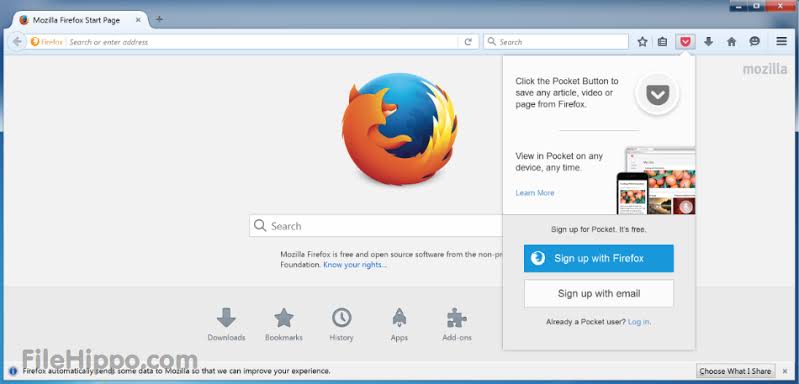 Mozilla Firefox Start Page
Firefox
Search or enter address
Search
mozilla
Click the Pocket Button to
save any article, video or
page from Firefox.
View in Pocket on any
device, any time.
Learn More
Search
Mozilla Firefox is free and open source software from the non-pro
Foundation. Know your rights...
Sign up for Pocket. It's free.
Sign up with Firefox
Sign up with email
Already a Pocket user? Log in.
Downloads
Bookmarks
History
Apps
Add-ons
FileHippo.com
Firefox automatically sends some data to Mozilla so that we can improve your experience.
Choose What I Share